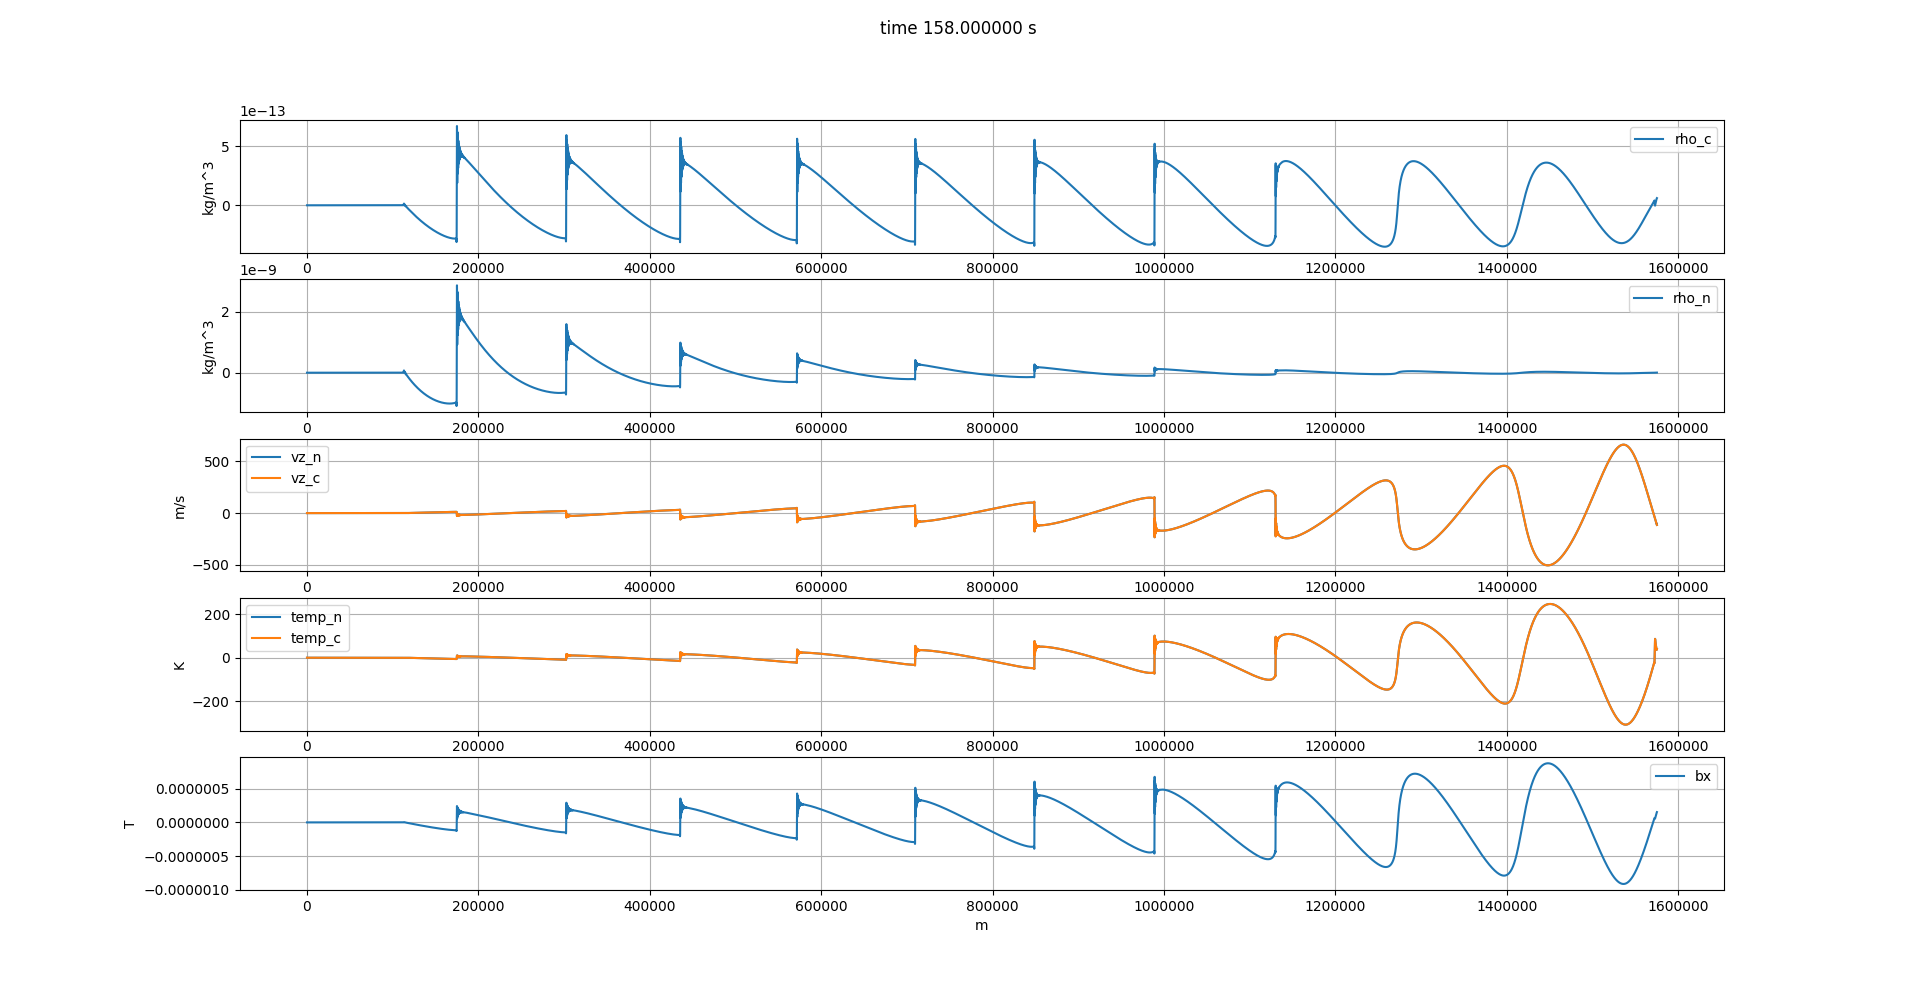 time 158.000000 s
1e−13
5
0
kg/m^3
rho_c
0 200000 400000 600000 800000 1000000 1200000 1400000 1600000
1e−9
2
0
kg/m^3
rho_n
0 200000 400000 600000 800000 1000000 1200000 1400000 1600000
500
0
−500
m/s
vz_n
vz_c
0 200000 400000 600000 800000 1000000 1200000 1400000 1600000
200
0
−200
K
temp_n
temp_c
0 200000 400000 600000 800000 1000000 1200000 1400000 1600000
0.0000005
0.0000000
−0.0000005
−0.0000010
T
bx
0 200000 400000 600000 800000 1000000 1200000 1400000 1600000
m